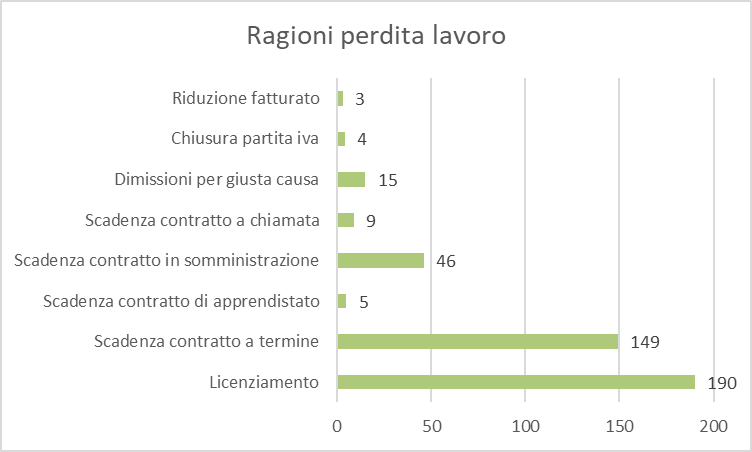 Ragioni perdita lavoro
Riduzione fatturato 3
Chiusura partita iva 4
Dimissioni per giusta causa 15
Scadenza contratto a chiamata 9
Scadenza contratto in somministrazione 46
Scadenza contratto di apprendistato 5
Scadenza contratto a termine 149
Licenziamento 190
0 50 100 150 200